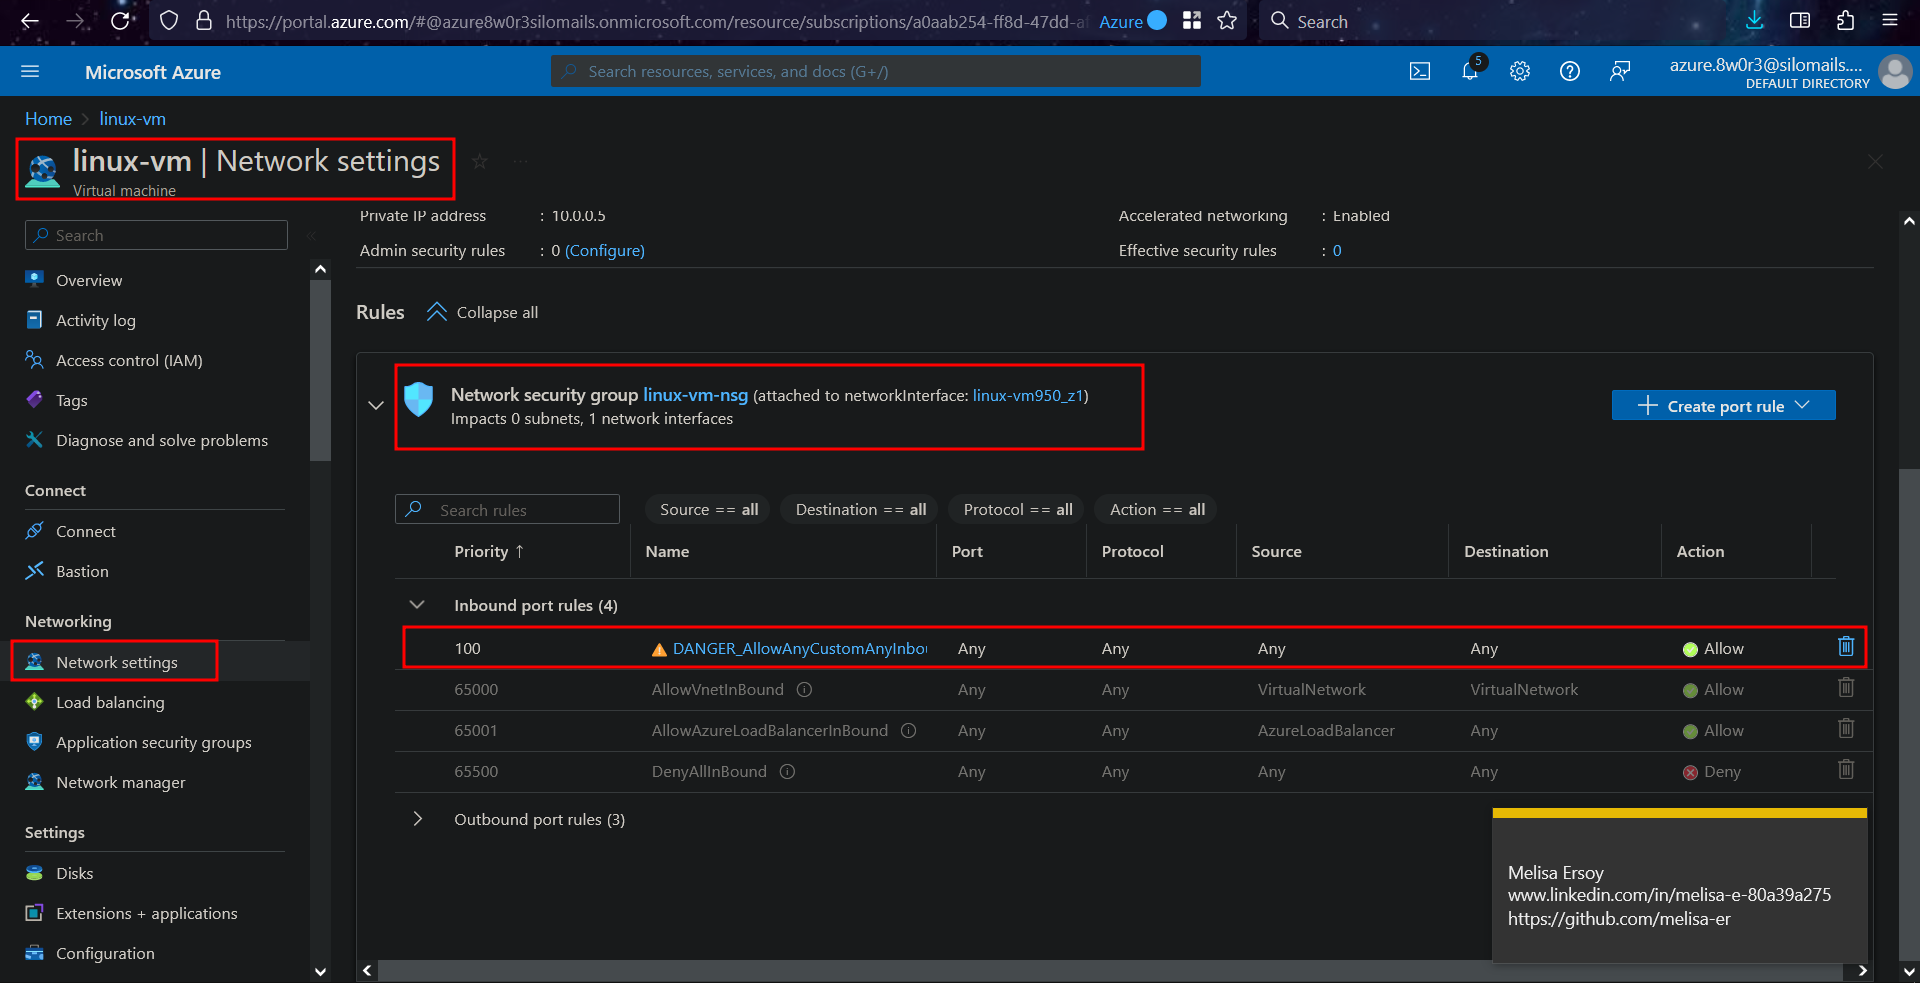 https://portal.azure.com/#@azure8w0r3silomails.onmicrosoft.com/resource/subscriptions/a0aab254-ff8d-47dd-a
Azure
Search
Microsoft Azure
Search resources, services, and docs (G+/)
5
azure.8w0r3@silomails....
DEFAULT DIRECTORY
Home > linux-vm
linux-vm | Network settings
Virtual machine
Search
Overview
Activity log
Access control (IAM)
Tags
Diagnose and solve problems
Connect
Connect
Bastion
Networking
Network settings
Load balancing
Application security groups
Network manager
Settings
Disks
Extensions + applications
Configuration
Private IP address : 10.0.0.5
Accelerated networking : Enabled
Admin security rules : 0 (Configure)
Effective security rules : 0
Rules
Collapse all
Network security group linux-vm-nsg (attached to networkInterface: linux-vm950_z1)
Impacts 0 subnets, 1 network interfaces
Create port rule
Search rules
Source == all
Destination == all
Protocol == all
Action == all
Priority ↑ Name Port Protocol Source Destination Action
Inbound port rules (4)
100 DANGER_AllowAnyCustomAnyInbou Any Any Any Any Allow
65000 AllowVnetInBound Any Any VirtualNetwork VirtualNetwork Allow
65001 AllowAzureLoadBalancerInBound Any Any AzureLoadBalancer Any Allow
65500 DenyAllInBound Any Any Any Any Deny
Outbound port rules (3)
Melisa Ersoy
www.linkedin.com/in/melisa-e-80a39a275
https://github.com/melisa-er